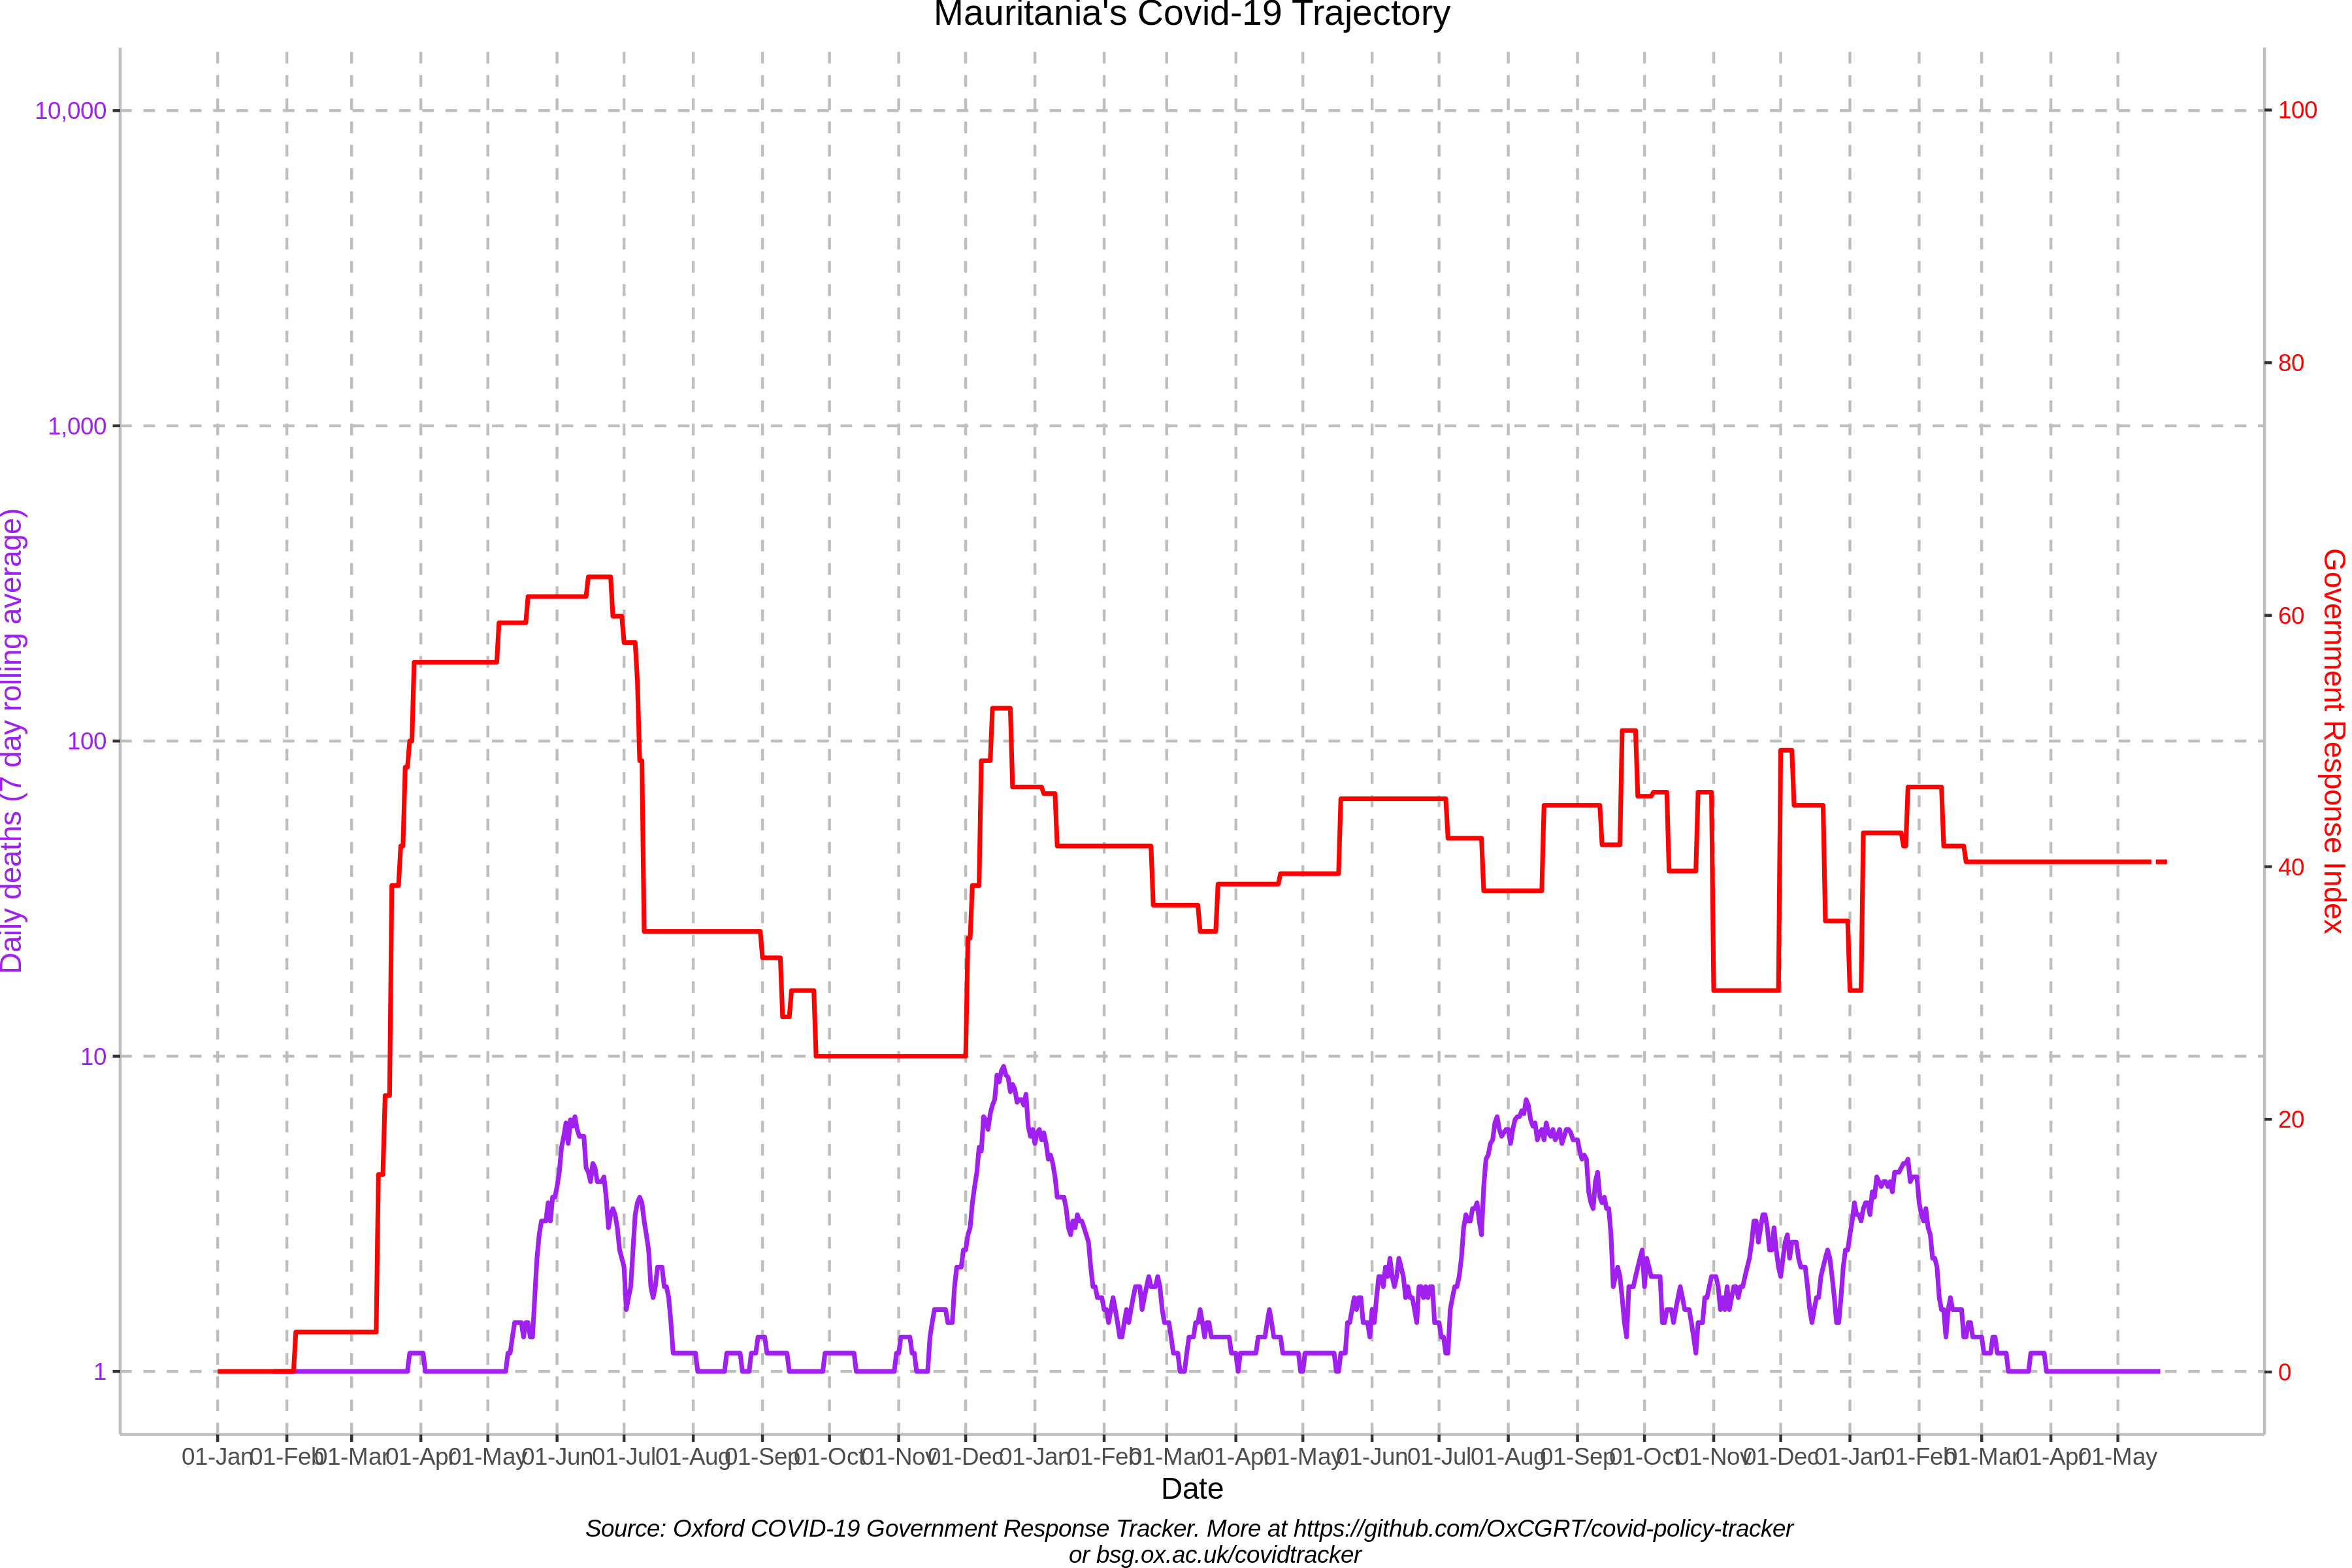 Mauritania's Covid-19 Trajectory
Daily deaths (7 day rolling average)
10,000
1,000
100
10
1
100
80
60
40
20
0
Government Response Index
01-Jan 01-Feb 01-Mar 01-Apr 01-May 01-Jun 01-Jul 01-Aug 01-Sep 01-Oct 01-Nov 01-Dec 01-Jan 01-Feb 01-Mar 01-Apr 01-May 01-Jun 01-Jul 01-Aug 01-Sep 01-Oct 01-Nov 01-Dec 01-Jan 01-Feb 01-Mar 01-Apr 01-May
Date
Source: Oxford COVID-19 Government Response Tracker. More at https://github.com/OxCGRT/covid-policy-tracker
or bsg.ox.ac.uk/covidtracker